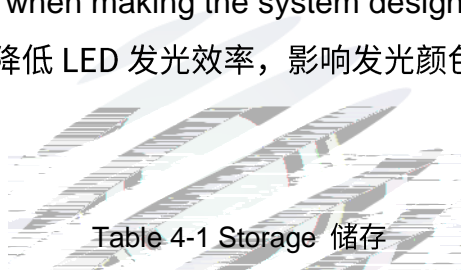 when making the system design
降低 LED 发光效率，影响发光颜色
Table 4-1 Storage 储存